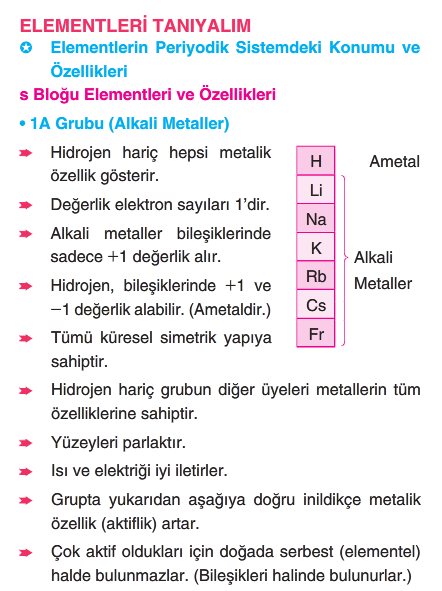 ELEMENTLERİ TANIYALIM
✪ Elementlerin Periyodik Sistemdeki Konumu ve
Özellikleri
s Bloğu Elementleri ve Özellikleri
• 1A Grubu (Alkali Metaller)
Hidrojen hariç hepsi metalik
özellik gösterir.
Değerlik elektron sayıları 1'dir.
Alkali metaller bileşiklerinde
sadece +1 değerlik alır.
Hidrojen, bileşiklerinde +1 ve
−1 değerlik alabilir. (Ametaldir.)
Tümü küresel simetrik yapıya
sahiptir.
H Ametal
Li
Na
K
Rb
Cs
Fr
Alkali
Metaller
Hidrojen hariç grubun diğer üyeleri metallerin tüm
özelliklerine sahiptir.
Yüzeyleri parlaktır.
Isı ve elektriği iyi iletirler.
Grupta yukarıdan aşağıya doğru inildikçe metalik
özellik (aktiflik) artar.
Çok aktif oldukları için doğada serbest (elementel)
halde bulunmazlar. (Bileşikleri halinde bulunurlar.)